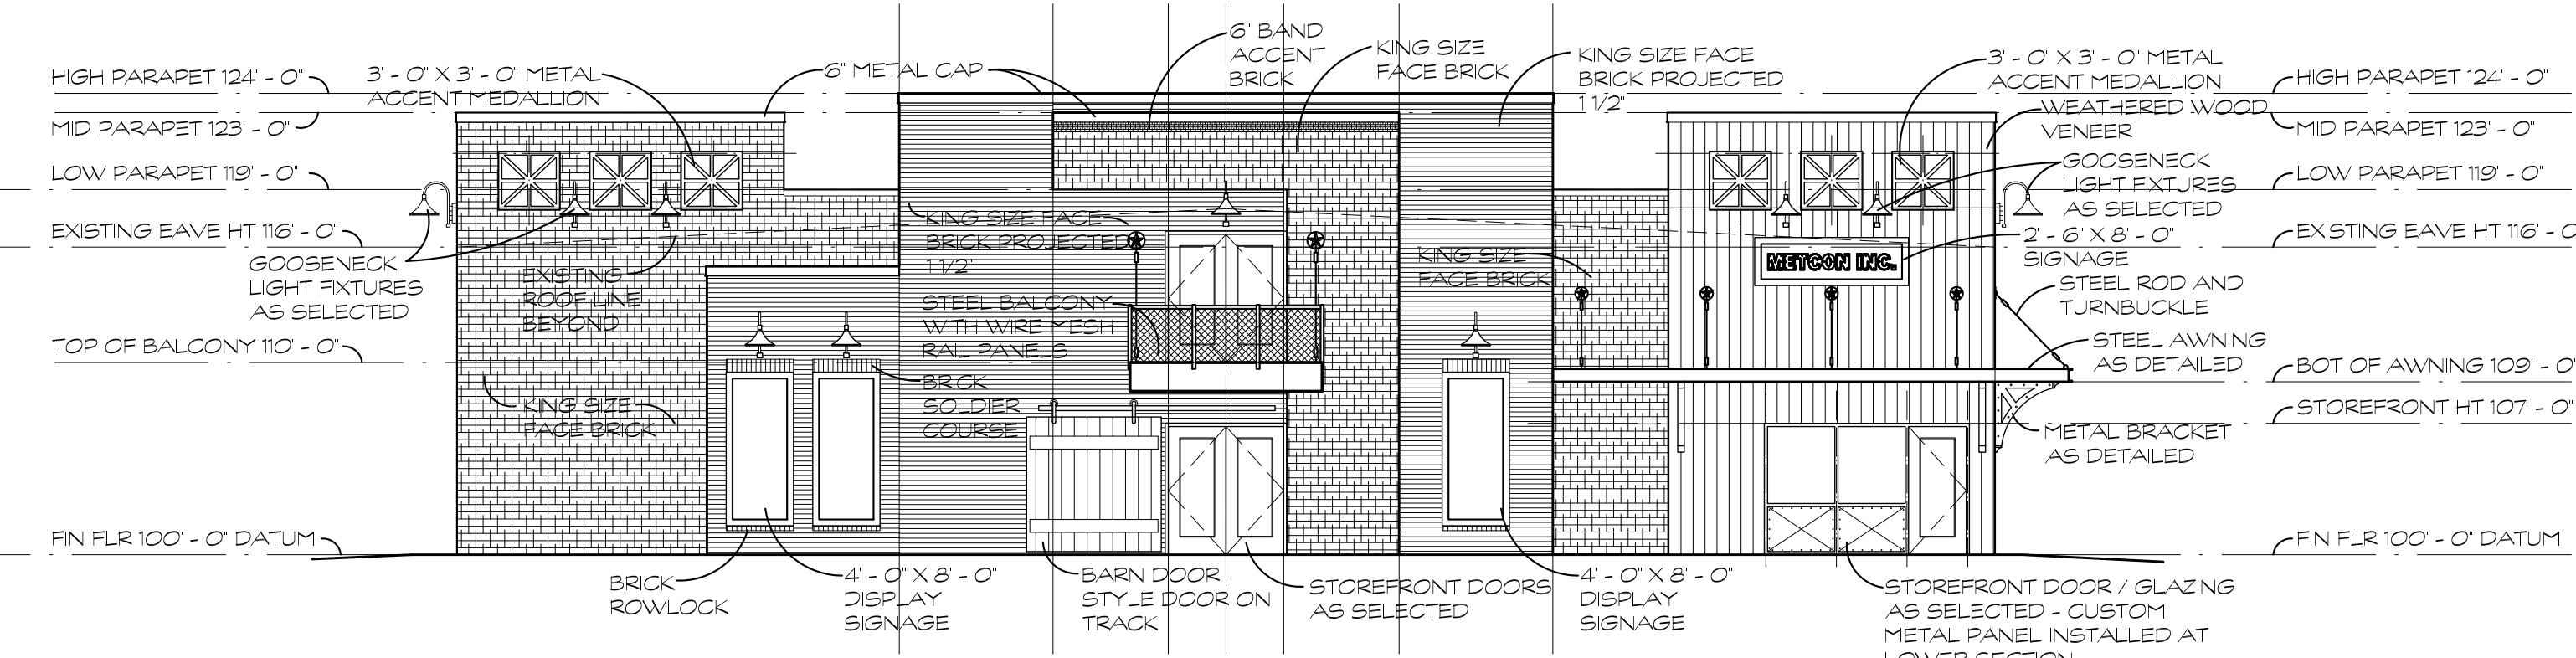 HIGH PARAPET 124' - 0"
MID PARAPET 123' - 0"
LOW PARAPET 119' - 0"
EXISTING EAVE HT 116' - 0"
GOOSENECK
LIGHT FIXTURES
AS SELECTED
TOP OF BALCONY 110' - 0"
FIN FLR 100' - 0" DATUM
3' - 0" X 3' - 0" METAL
ACCENT MEDALLION
6" METAL CAP
EXISTING
ROOF LINE
BEYOND
KING SIZE
FACE BRICK
BRICK
ROWLOCK
4' - 0" X 8' - 0"
DISPLAY
SIGNAGE
KING SIZE FACE
BRICK PROJECTED
1 1/2"
STEEL BALCONY
WITH WIRE MESH
RAIL PANELS
BRICK
SOLDIER
COURSE
BARN DOOR
STYLE DOOR ON
TRACK
6" BAND
ACCENT
BRICK
KING SIZE
FACE BRICK
STOREFRONT DOORS
AS SELECTED
KING SIZE FACE
BRICK PROJECTED
1 1/2"
KING SIZE
FACE BRICK
4' - 0" X 8' - 0"
DISPLAY
SIGNAGE
METCON INC.
3' - 0" X 3' - 0" METAL
ACCENT MEDALLION
WEATHERED WOOD
VENEER
GOOSENECK
LIGHT FIXTURES
AS SELECTED
2' - 6" X 8' - 0"
SIGNAGE
STEEL ROD AND
TURNBUCKLE
STEEL AWNING
AS DETAILED
METAL BRACKET
AS DETAILED
STOREFRONT DOOR / GLAZING
AS SELECTED - CUSTOM
METAL PANEL INSTALLED AT
LOWER SECTION
HIGH PARAPET 124' - 0"
MID PARAPET 123' - 0"
LOW PARAPET 119' - 0"
EXISTING EAVE HT 116' - 0
BOT OF AWNING 109' - 0"
STOREFRONT HT 107' - 0"
FIN FLR 100' - 0" DATUM